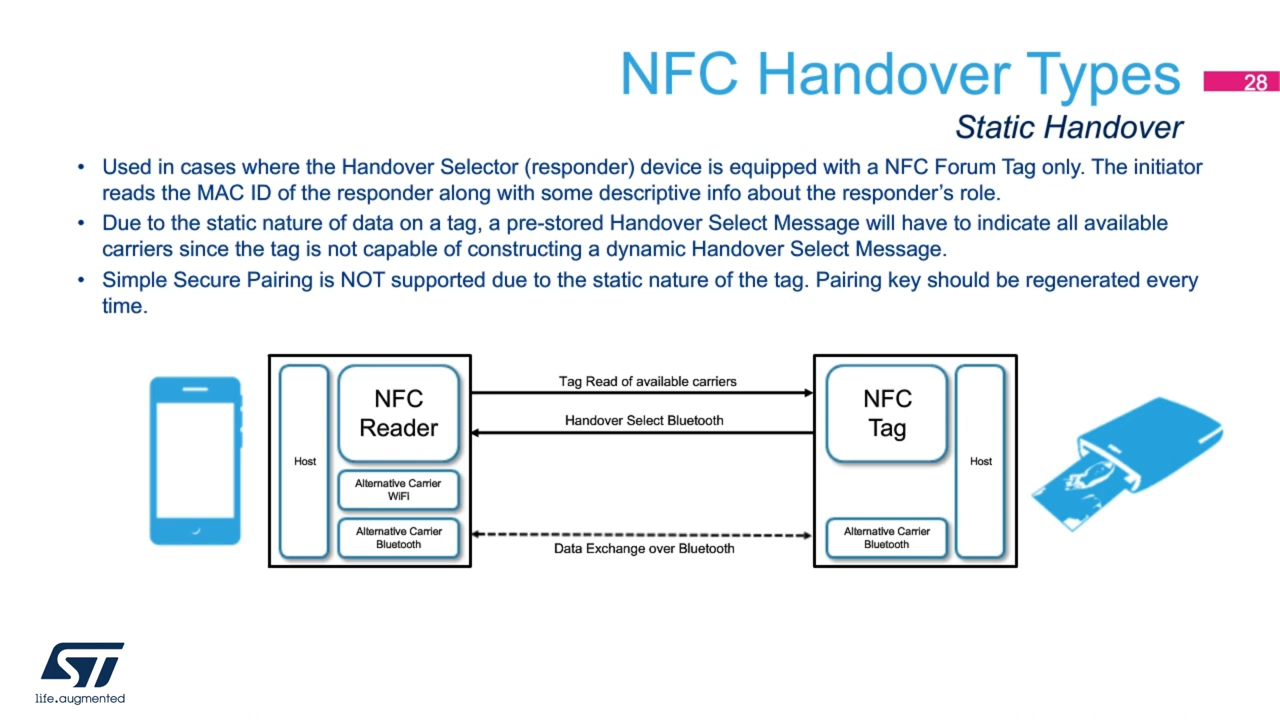 NFC Handover Types
28
Static Handover
• Used in cases where the Handover Selector (responder) device is equipped with a NFC Forum Tag only. The initiator
reads the MAC ID of the responder along with some descriptive info about the responder's role.
• Due to the static nature of data on a tag, a pre-stored Handover Select Message will have to indicate all available
carriers since the tag is not capable of constructing a dynamic Handover Select Message.
• Simple Secure Pairing is NOT supported due to the static nature of the tag. Pairing key should be regenerated every
time.
Host
NFC
Reader
Alternative Carrier
WiFi
Alternative Carrier
Bluetooth
Tag Read of available carriers
Handover Select Bluetooth
Data Exchange over Bluetooth
NFC
Tag
Alternative Carrier
Bluetooth
Host
ST
life.augmented